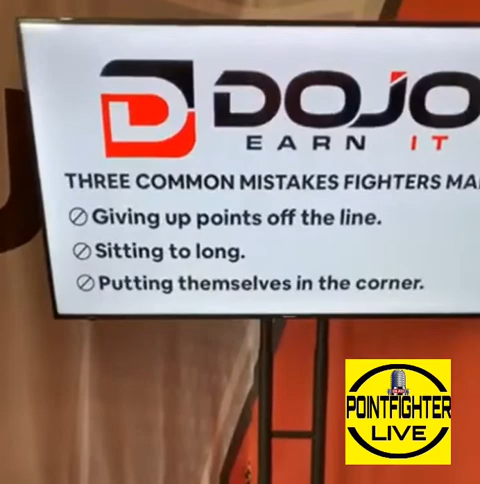 DOJO
EARN IT
THREE COMMON MISTAKES FIGHTERS MA
Giving up points off the line.
Sitting to long.
Putting themselves in the corner.
POINTFIGHTER
LIVE